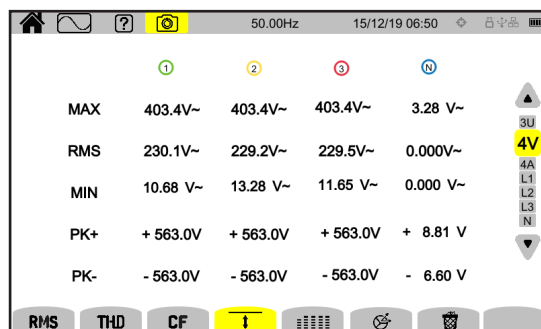 ? 50.00Hz 15/12/19 06:50
1 2 3 N
MAX 403.4V~ 403.4V~ 403.4V~ 3.28 V~
3U
RMS 230.1V~ 229.2V~ 229.5V~ 0.000V~
4V
4A
MIN 10.68 V~ 13.28 V~ 11.65 V~ 0.000 V~
L1
L2
L3
N
PK+ + 563.0V + 563.0V + 563.0V + 8.81 V
PK- - 563.0V - 563.0V - 563.0V - 6.60 V
RMS THD CF